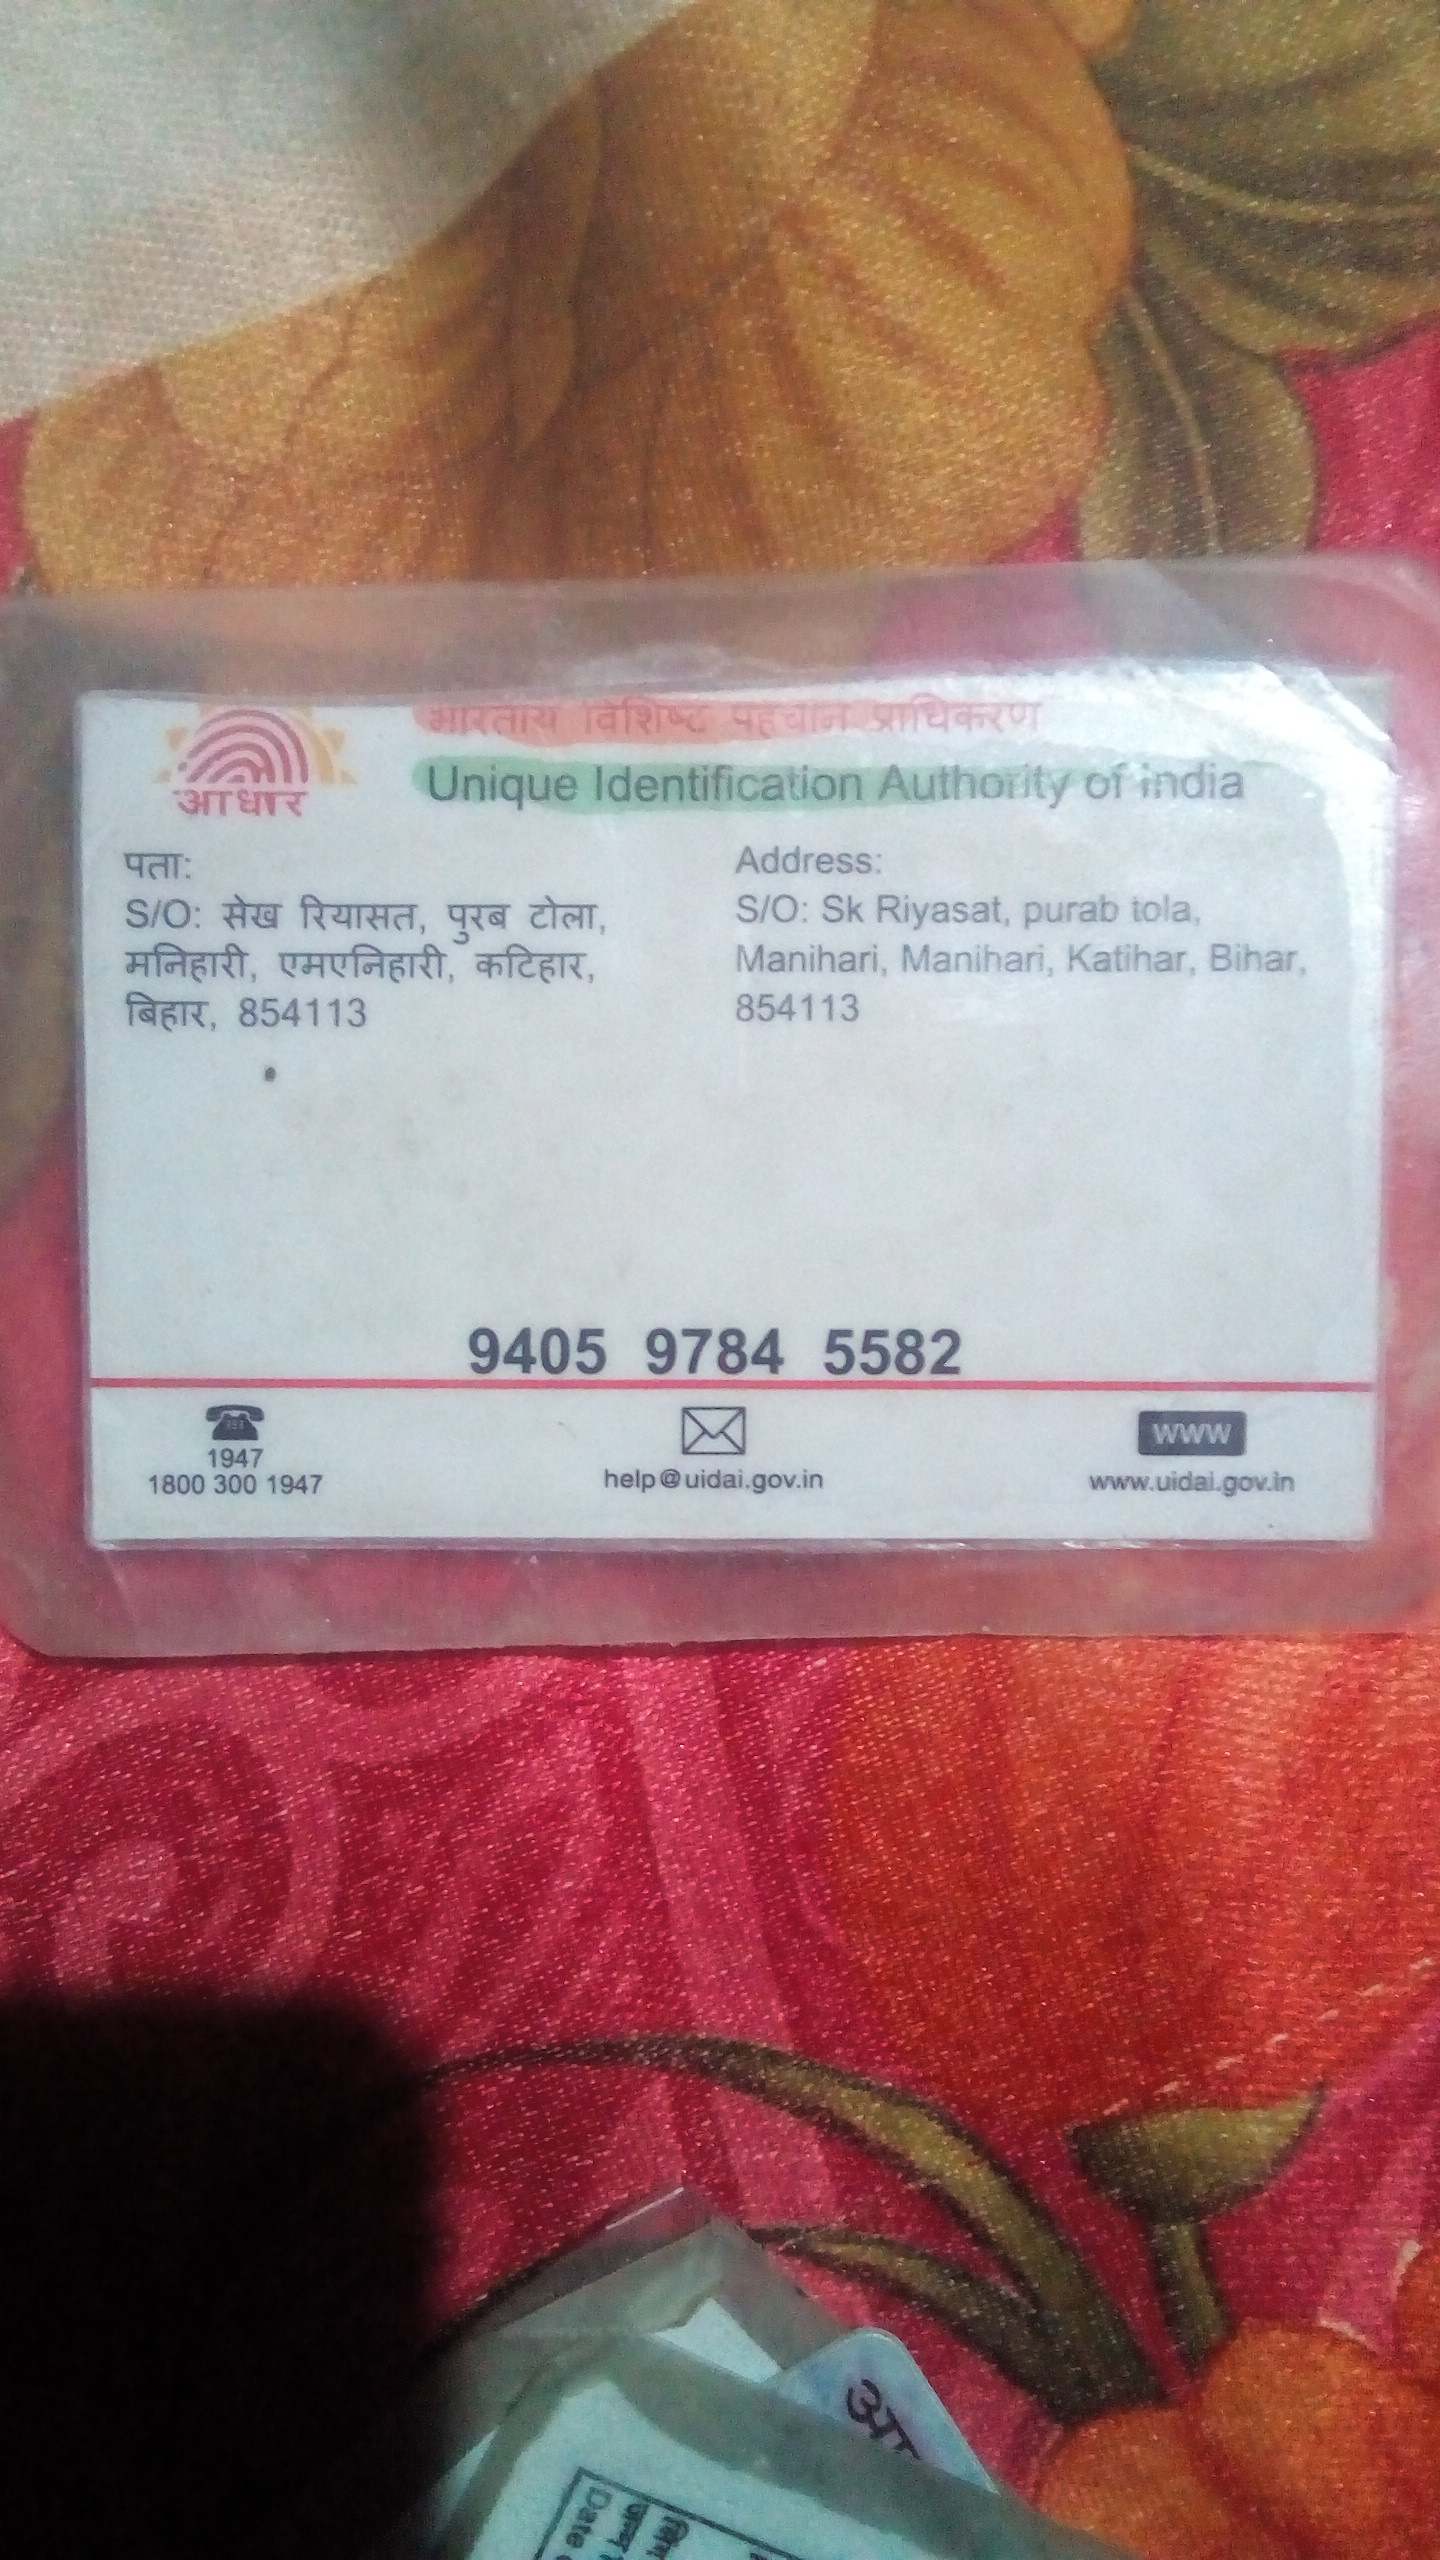 भारतीय विशिष्ट पहचान प्राधिकरण
आधार
Unique Identification Authority of India
पता:
S/O: सेख रियासत, पुरब टोला,
मनिहारी, एमएनिहारी, कटिहार,
बिहार, 854113
Address:
S/O: Sk Riyasat, purab tola,
Manihari, Manihari, Katihar, Bihar,
854113
9405 9784 5582
1947
1800 300 1947
help@uidai.gov.in
WWW
www.uidai.gov.in
Date